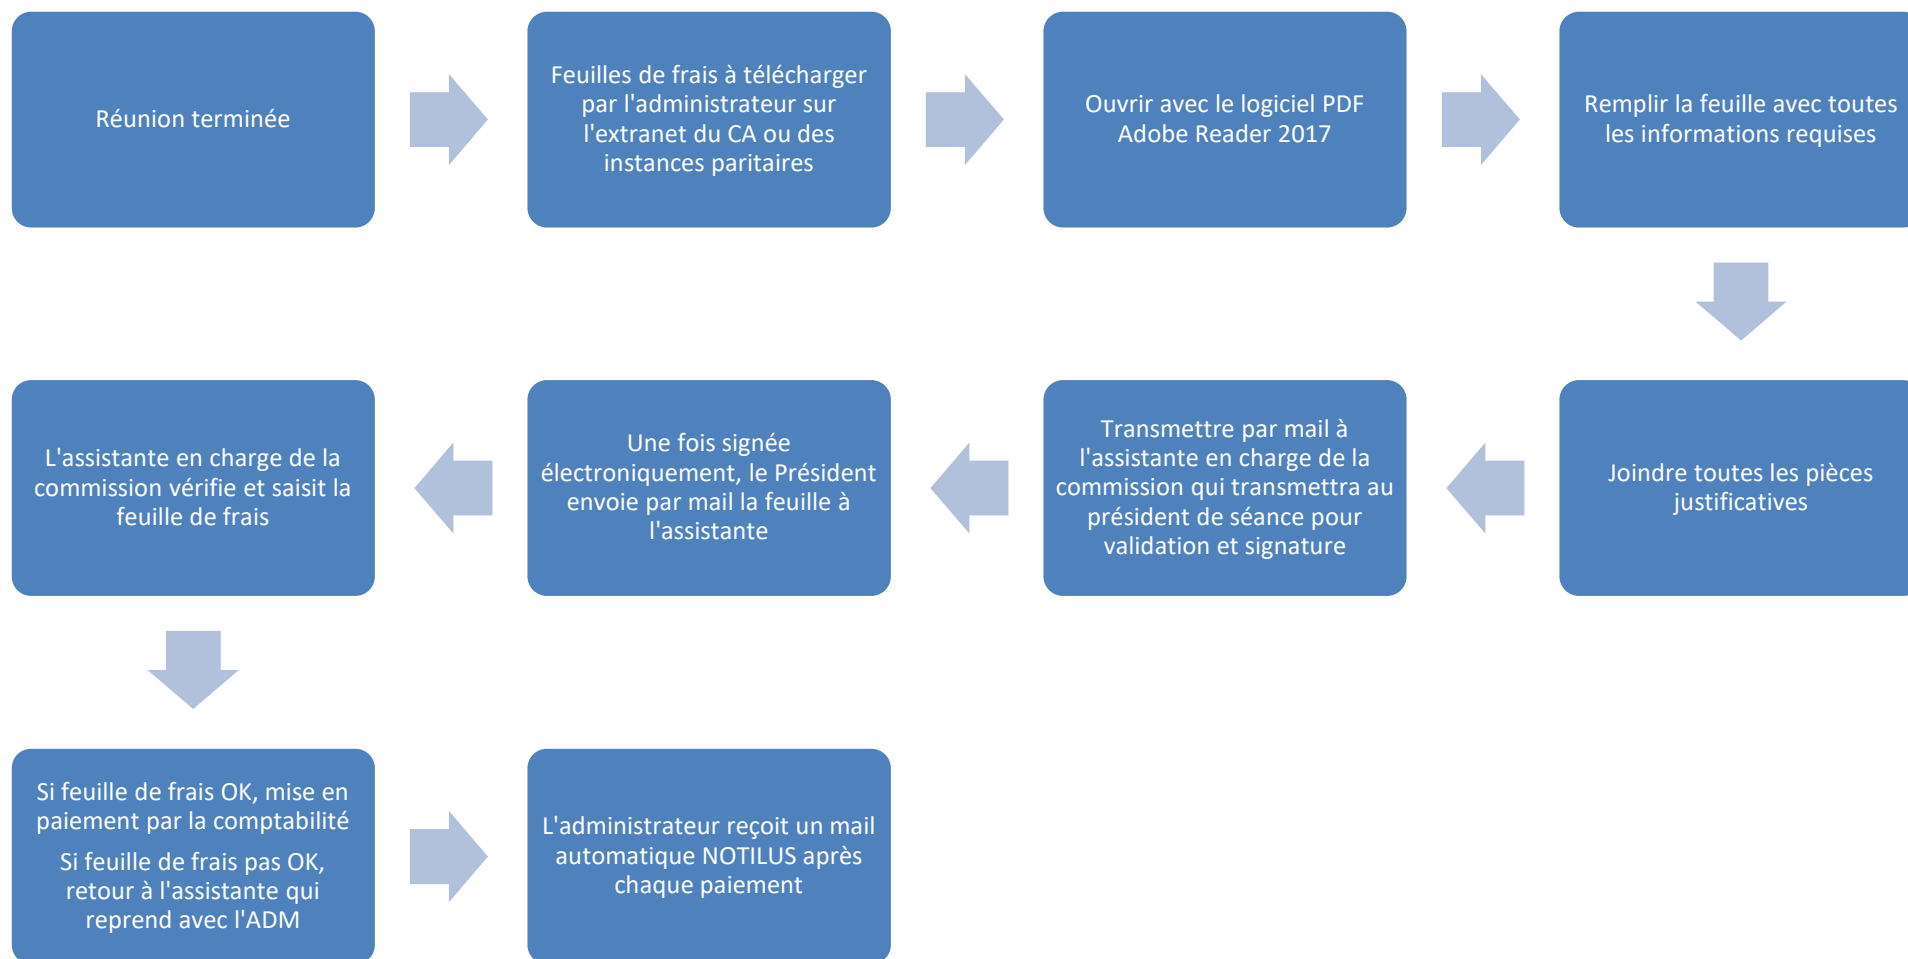 Réunion terminée
Feuilles de frais à télécharger
par l'administrateur sur
l'extranet du CA ou des
instances paritaires
Ouvrir avec le logiciel PDF
Adobe Reader 2017
Remplir la feuille avec toutes
les informations requises
Joindre toutes les pièces
justificatives
Transmettre par mail à
l'assistante en charge de la
commission qui transmettra au
président de séance pour
validation et signature
Une fois signée
électroniquement, le Président
envoie par mail la feuille à
l'assistante
L'assistante en charge de la
commission vérifie et saisit la
feuille de frais
Si feuille de frais OK, mise en
paiement par la comptabilité
Si feuille de frais pas OK,
retour à l'assistante qui
reprend avec l'ADM
L'administrateur reçoit un mail
automatique NOTILUS après
chaque paiement